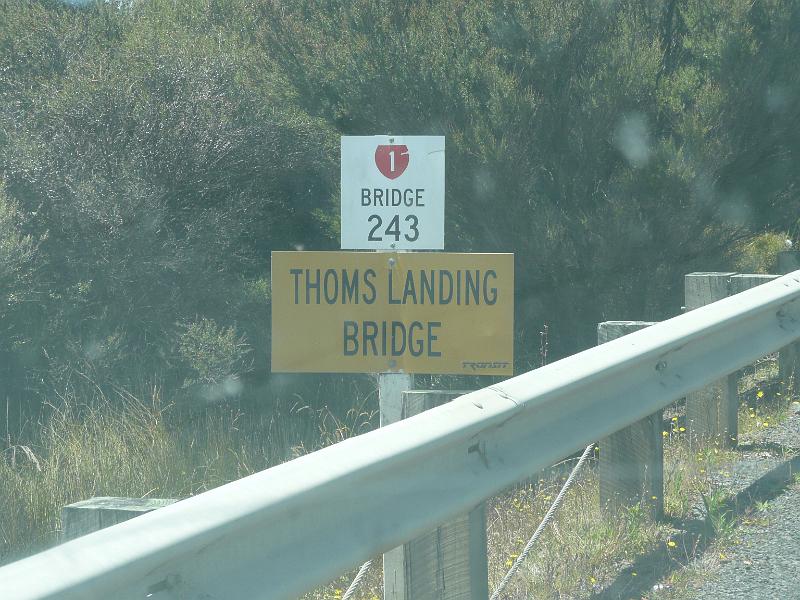 1
BRIDGE
243
THOMS LANDING
BRIDGE
TRANSIT